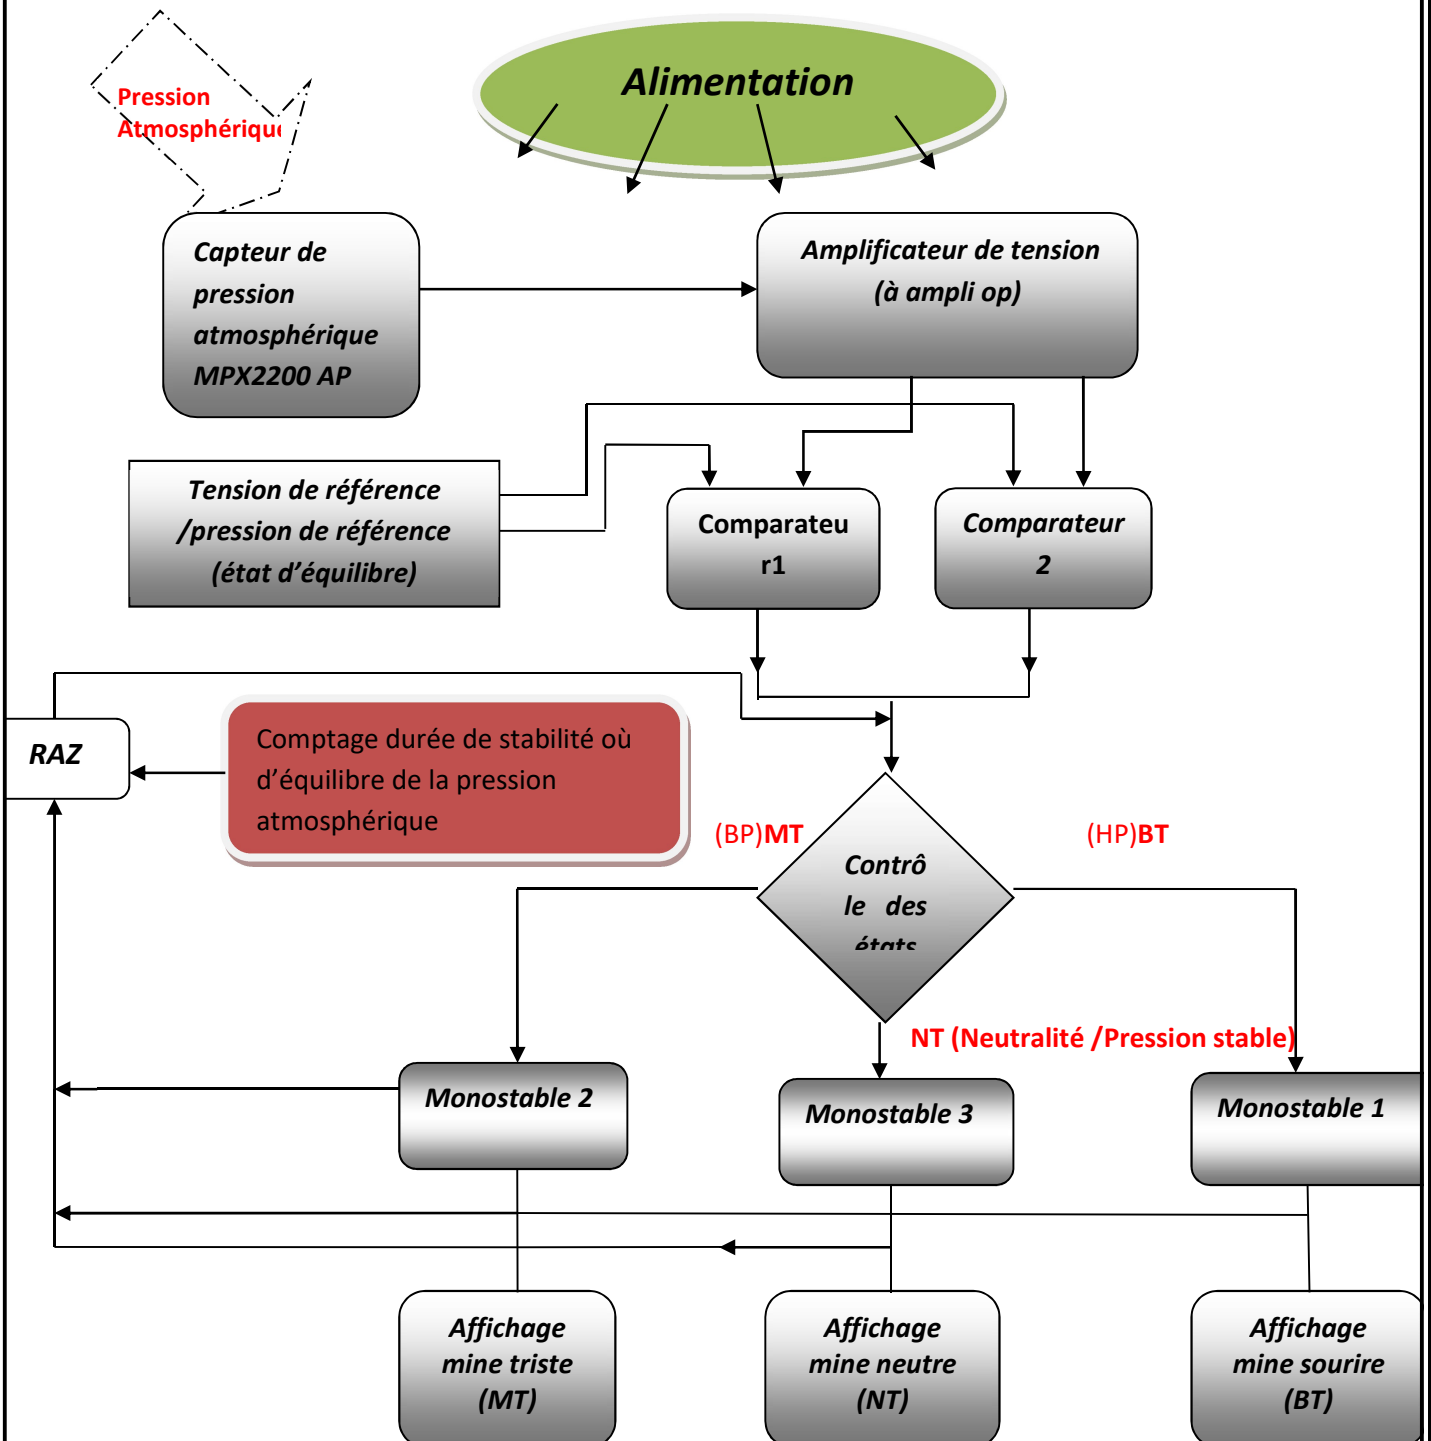 Alimentation
Pression
Atmosphérique
Capteur de
pression
atmosphérique
MPX2200 AP
Amplificateur de tension
(à ampli op)
Tension de référence
/pression de référence
(état d’équilibre)
Comparateu
r1
Comparateur
2
RAZ
Comptage durée de stabilité où
d’équilibre de la pression
atmosphérique
(BP)MT
(HP)BT
Contrô
le des
états
NT (Neutralité /Pression stable)
Monostable 2
Monostable 3
Monostable 1
Affichage
mine triste
(MT)
Affichage
mine neutre
(NT)
Affichage
mine sourire
(BT)